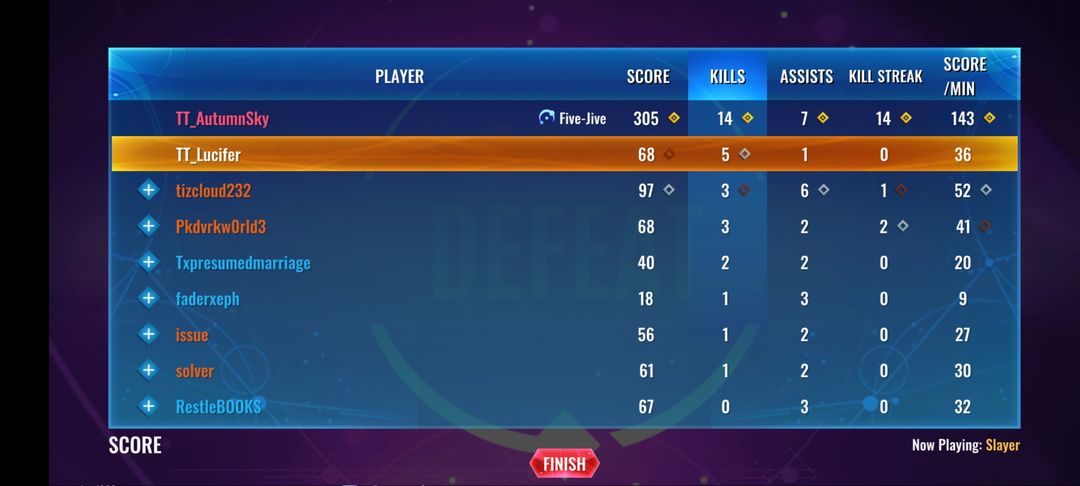 PLAYER SCORE KILLS ASSISTS KILL STREAK SCORE /MIN
TT_AutumnSky Five-Jive 305 14 7 14 143
TT_Lucifer 68 5 1 0 36
tizcloud232 97 3 6 1 52
Pkdvrkw0rld3 68 3 2 2 41
Txpresumedmarriage 40 2 2 0 20
faderxeph 18 1 3 0 9
issue 56 1 2 0 27
solver 61 1 2 0 30
RestleBOOKS 67 0 3 0 32
DEFEAT
SCORE Now Playing: Slayer
FINISH